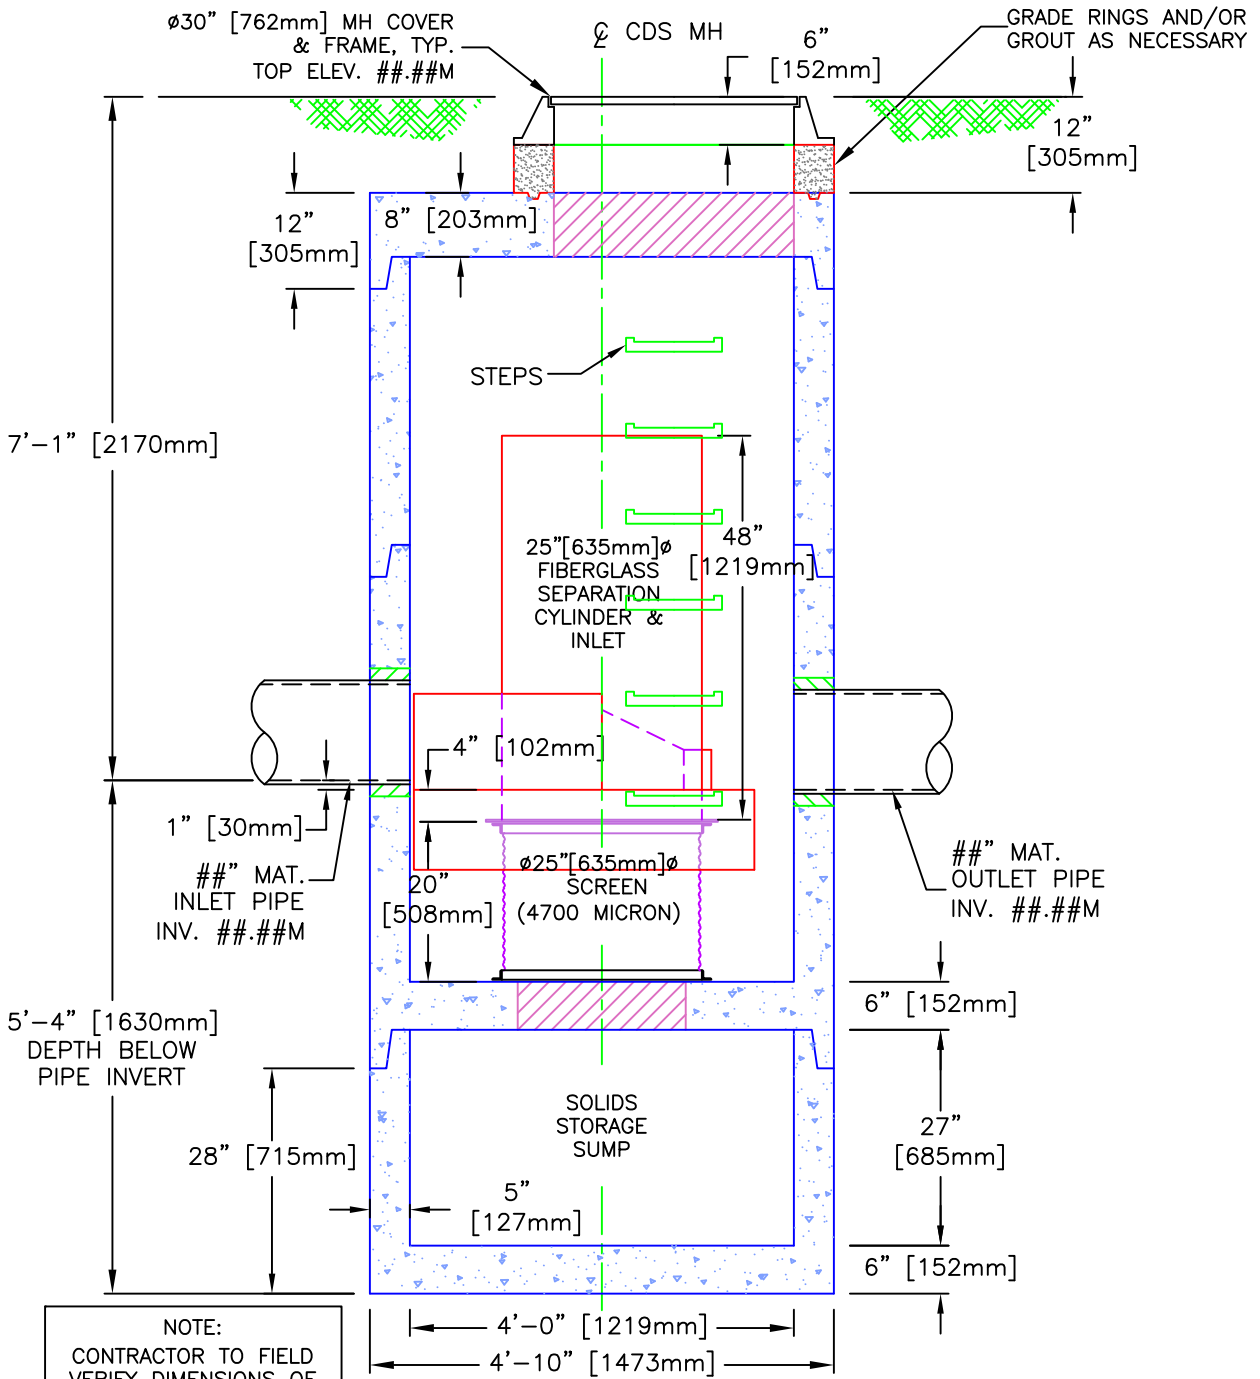 ø30” [762mm] MH COVER
& FRAME, TYP.
TOP ELEV. ##.##M
℄ CDS MH
6”
[152mm]
GRADE RINGS AND/OR
GROUT AS NECESSARY
12”
[305mm]
12”
[305mm]
8” [203mm]
STEPS
7’-1” [2170mm]
48”
[1219mm]
25”[635mm]ø
FIBERGLASS
SEPARATION
CYLINDER &
INLET
4” [102mm]
1” [30mm]
##” MAT.
INLET PIPE
INV. ##.##M
20”
[508mm]
ø25”[635mm]ø
SCREEN
(4700 MICRON)
##” MAT.
OUTLET PIPE
INV. ##.##M
6” [152mm]
5’-4” [1630mm]
DEPTH BELOW
PIPE INVERT
28” [715mm]
SOLIDS
STORAGE
SUMP
27”
[685mm]
5”
[127mm]
6” [152mm]
4’-0” [1219mm]
4’-10” [1473mm]
NOTE:
CONTRACTOR TO FIELD
VERIFY DIMENSIONS OF